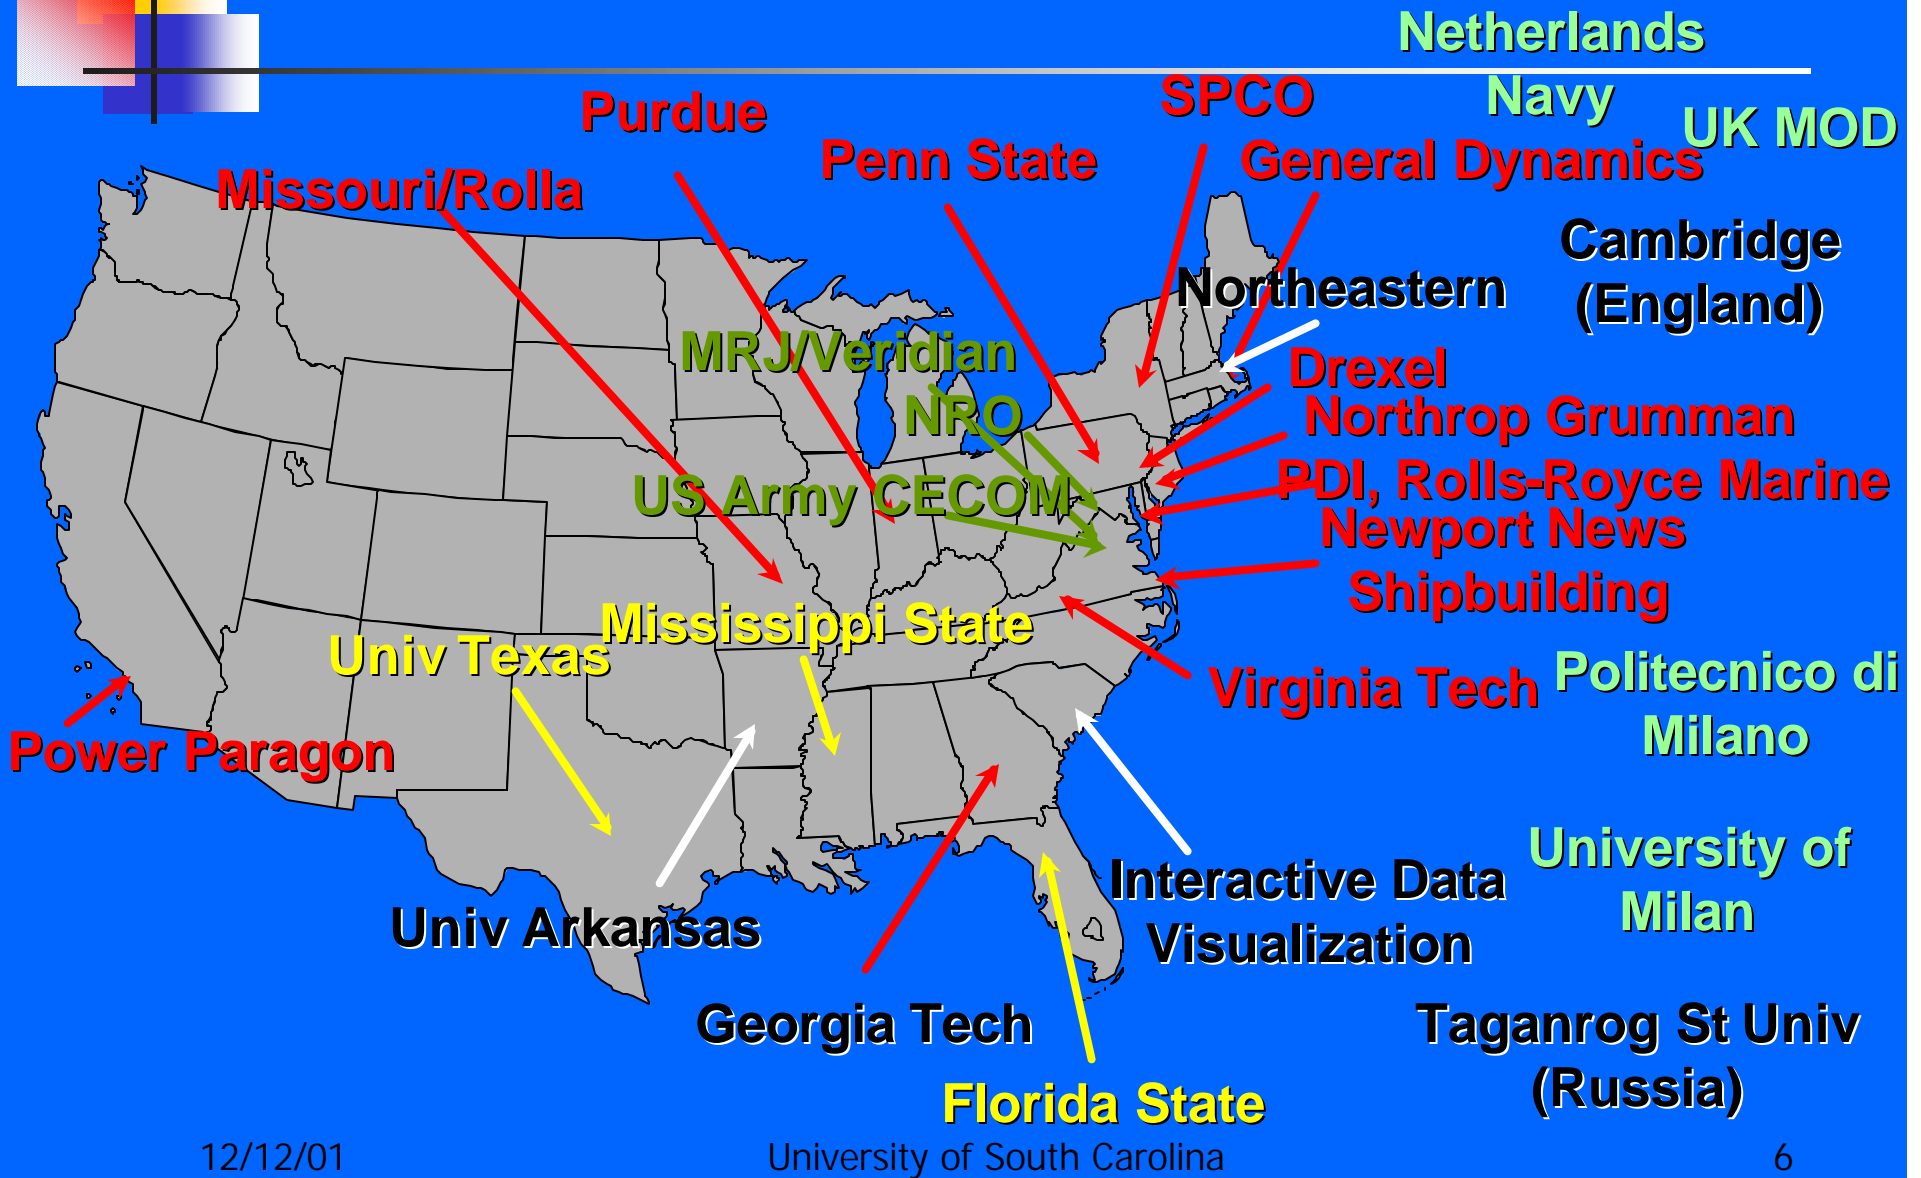 Netherlands
Navy
UK MOD
Purdue
SPCO
Penn State
General Dynamics
Missouri/Rolla
Cambridge
(England)
Northeastern
MRJ/Veridian
Drexel
NRO
Northrop Grumman
US Army CECOM
PDI, Rolls-Royce Marine
Newport News
Shipbuilding
Mississippi State
Univ Texas
Virginia Tech
Politecnico di
Milano
Power Paragon
University of
Milan
Interactive Data
Visualization
Univ Arkansas
Georgia Tech
Taganrog St Univ
(Russia)
Florida State
12/12/01
University of South Carolina
6